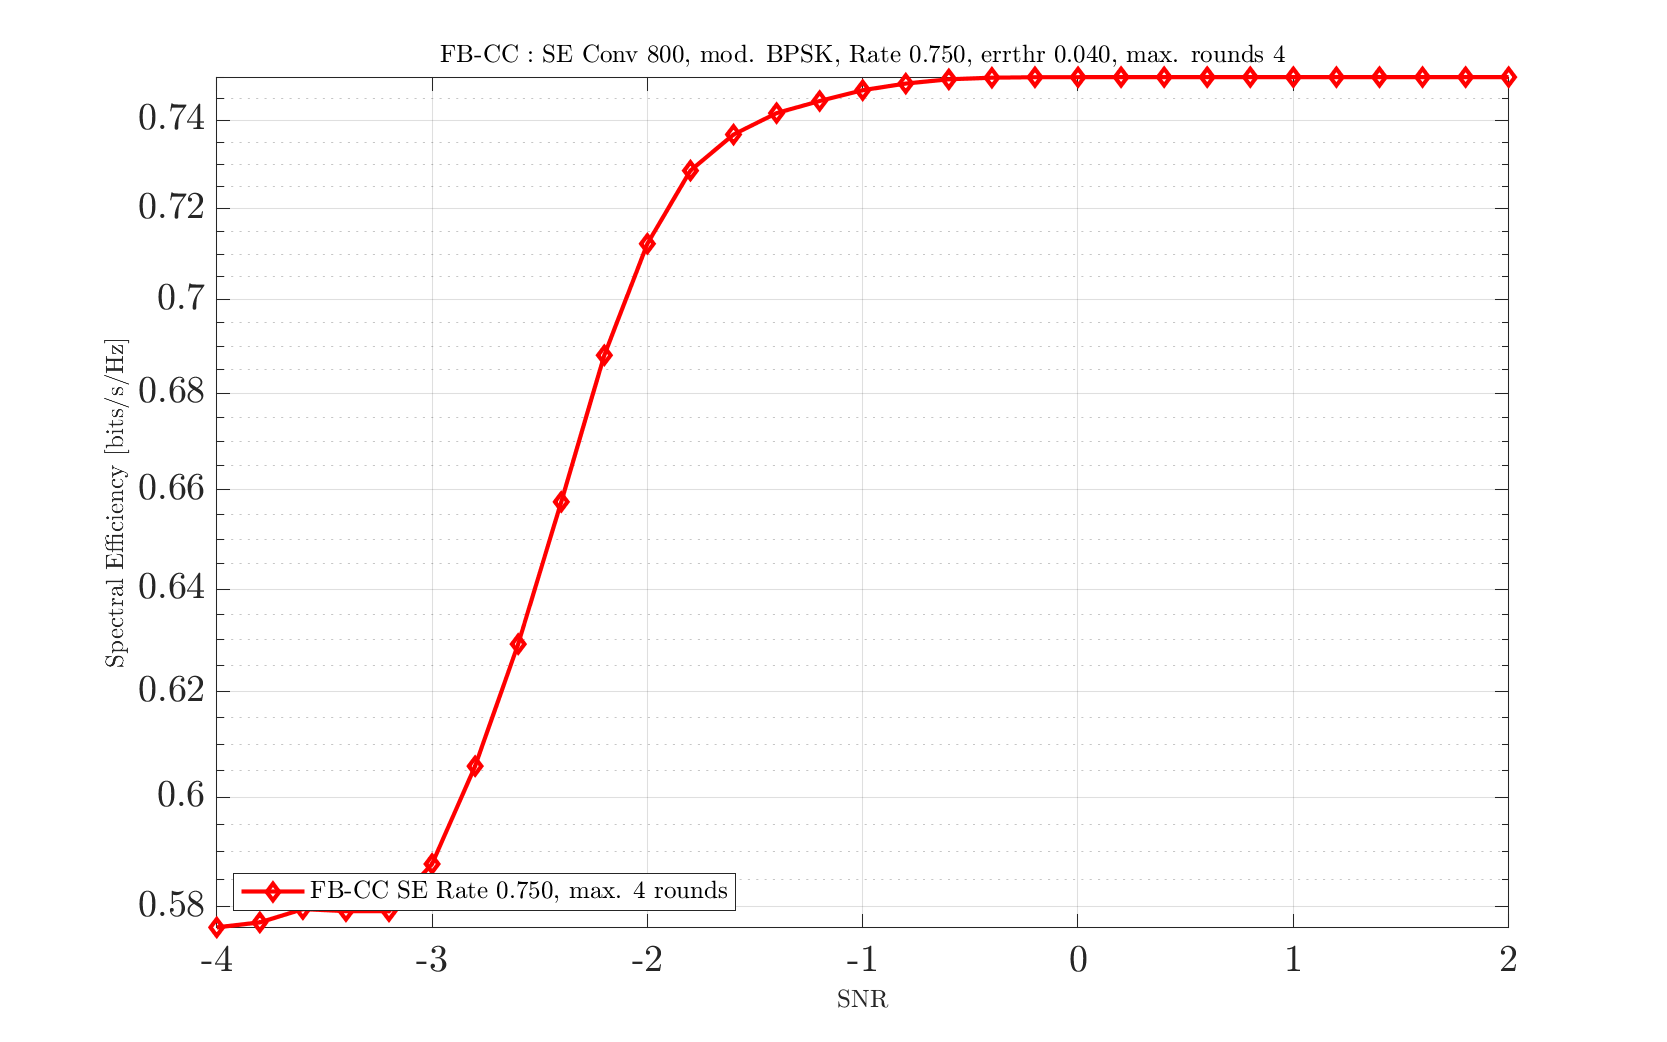 FB-CC : SE Conv 800, mod. BPSK, Rate 0.750, errthr 0.040, max. rounds 4
0.74
0.72
0.7
0.68
0.66
0.64
0.62
0.6
0.58
Spectral Efficiency [bits/s/Hz]
FB-CC SE Rate 0.750, max. 4 rounds
-4 -3 -2 -1 0 1 2
SNR